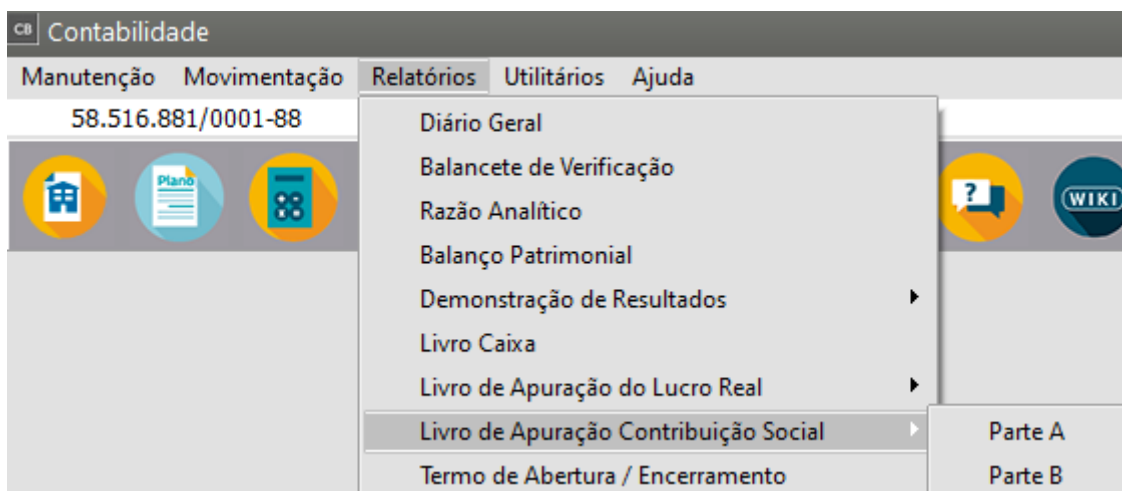 CB Contabilidade
Manutenção Movimentação Relatórios Utilitários Ajuda
58.516.881/0001-88
Diário Geral
Balancete de Verificação
Plano
?
WIKI
Razão Analítico
Balanço Patrimonial
Demonstração de Resultados
Livro Caixa
Livro de Apuração do Lucro Real
Livro de Apuração Contribuição Social
Parte A
Termo de Abertura / Encerramento
Parte B